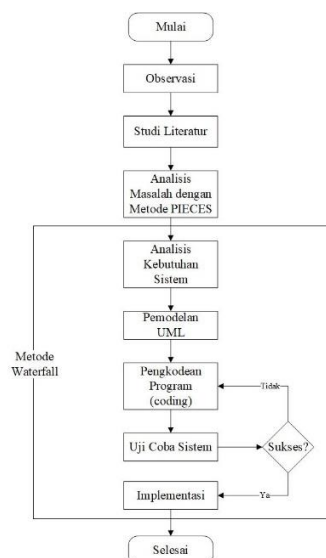 Mulai
Observasi
Studi Literatur
Analisis
Masalah dengan
Metode PIECES
Analisis
Kebutuhan
Sistem
Pemodelan
UML
Metode
Waterfall
Pengkodean
Program
(coding)
Tidak
Uji Coba Sistem
Sukses?
Implementasi
Ya
Selesai